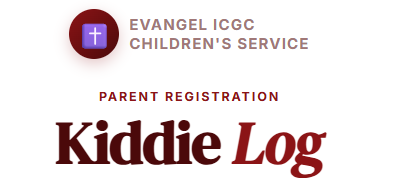 EVANGEL ICGC
CHILDREN'S SERVICE
PARENT REGISTRATION
Kiddie Log